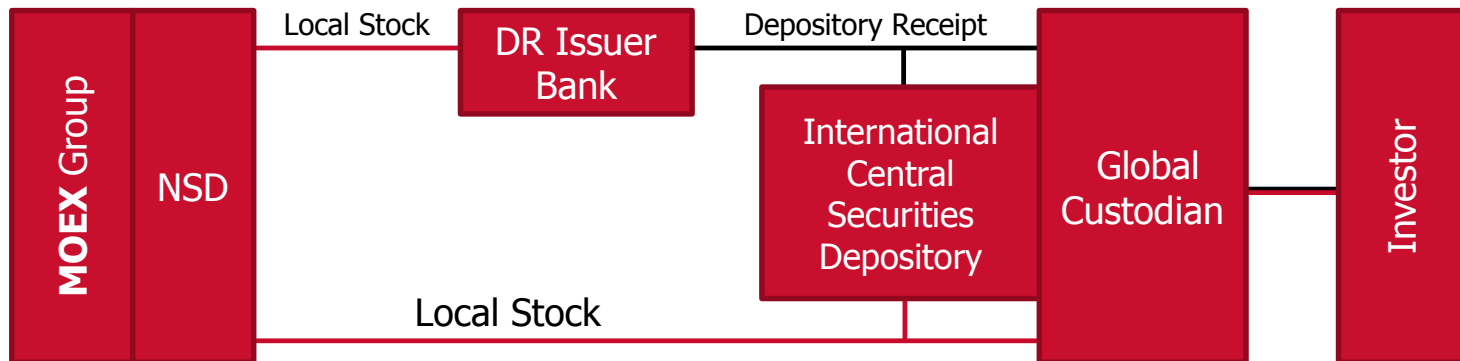 MOEX Group
NSD
Local Stock
DR Issuer
Bank
Depository Receipt
International
Central
Securities
Depository
Global
Custodian
Investor
Local Stock